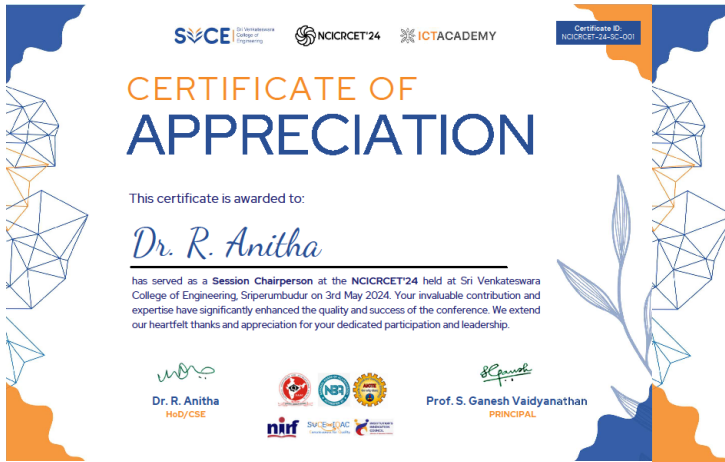 SVCE Sri Venkateswara College of Engineering
NCICRCET'24
ICTACADEMY
Certificate ID:
NCICRCET-24-SC-001
CERTIFICATE OF
APPRECIATION
This certificate is awarded to:
Dr. R. Anitha
has served as a Session Chairperson at the NCICRCET'24 held at Sri Venkateswara
College of Engineering, Sriperumbudur on 3rd May 2024. Your invaluable contribution and
expertise have significantly enhanced the quality and success of the conference. We extend
our heartfelt thanks and appreciation for your dedicated participation and leadership.
Dr. R. Anitha
HoD/CSE
NBA
AICTE
Prof. S. Ganesh Vaidyanathan
PRINCIPAL
nirf
SVCE IQAC